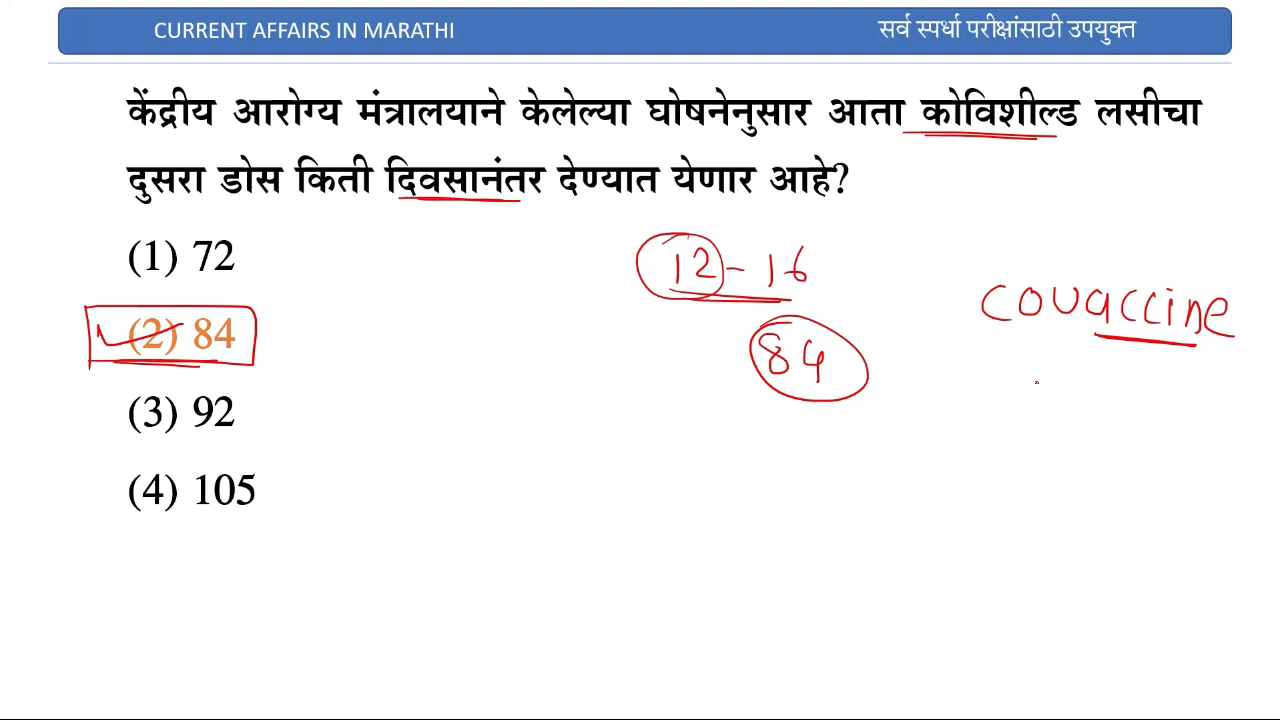 CURRENT AFFAIRS IN MARATHI
सर्व स्पर्धा परीक्षांसाठी उपयुक्त
केंद्रीय आरोग्य मंत्रालयाने केलेल्या घोषनेनुसार आता कोविशील्ड लसीचा
दुसरा डोस किती दिवसानंतर देण्यात येणार आहे?
(1) 72
12 - 16
covaccine
(2) 84
84
(3) 92
(4) 105